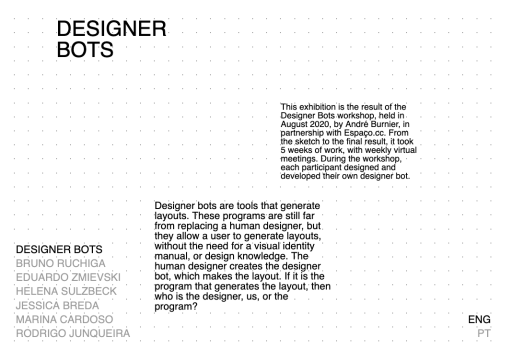 DESIGNER
BOTS
This exhibition is the result of the
Designer Bots workshop, held in
August 2020, by André Burnier, in
partnership with Espaço.cc. From
the sketch to the final result, it took
5 weeks of work, with weekly virtual
meetings. During the workshop,
each participant designed and
developed their own designer bot.
Designer bots are tools that generate
layouts. These programs are still far
from replacing a human designer, but
they allow a user to generate layouts,
without the need for a visual identity
manual, or design knowledge. The
human designer creates the designer
bot, which makes the layout. If it is the
program that generates the layout, then
who is the designer, us, or the
program?
DESIGNER BOTS
BRUNO RUCHIGA
EDUARDO ZMIEVSKI
HELENA SULZBECK
JESSICA BREDA
MARINA CARDOSO
RODRIGO JUNQUEIRA
ENG
PT